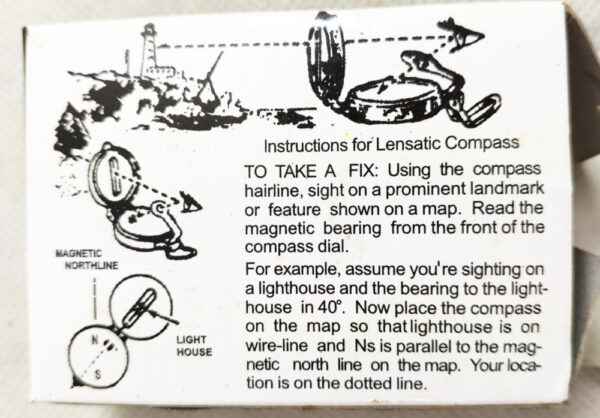 Instructions for Lensatic Compass
TO TAKE A FIX: Using the compass
hairline, sight on a prominent landmark
or feature shown on a map. Read the
magnetic bearing from the front of the
compass dial.
For example, assume you're sighting on
a lighthouse and the bearing to the light-
house in 40°. Now place the compass
on the map so that lighthouse is on
wire-line and Ns is parallel to the mag-
netic north line on the map. Your loca-
tion is on the dotted line.
MAGNETIC
NORTHLINE
N
S
LIGHT
HOUSE